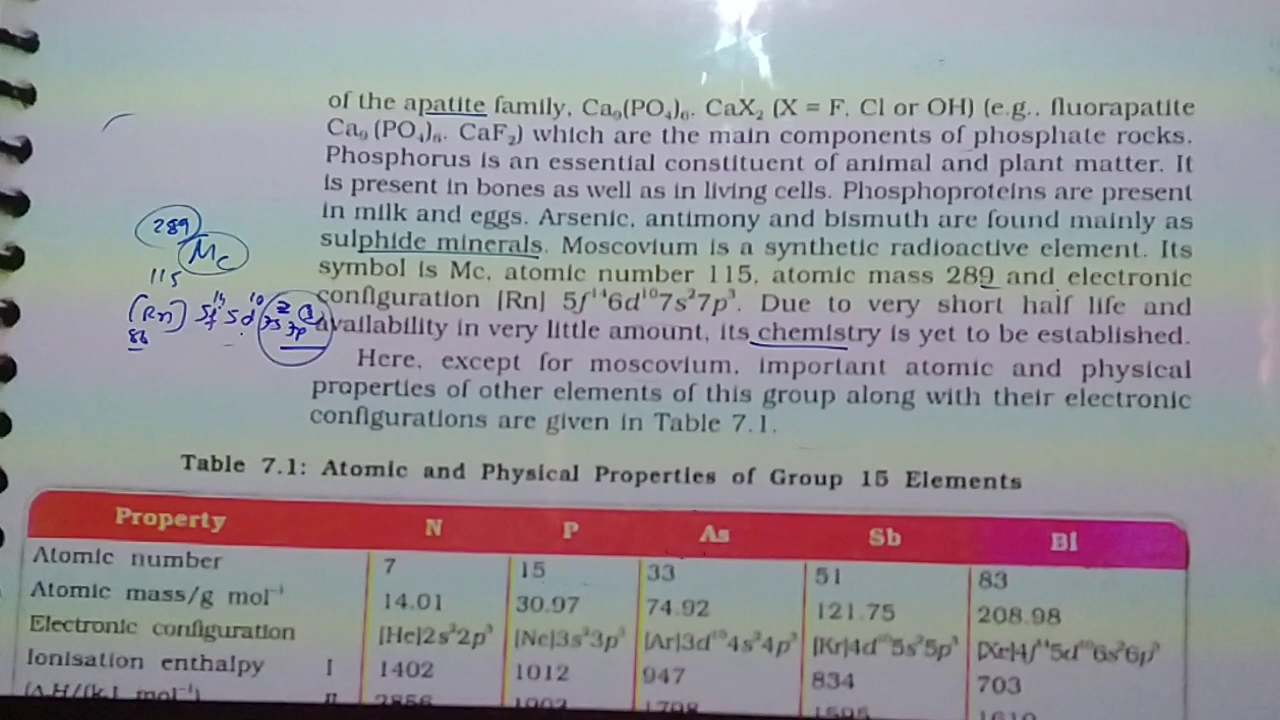 of the apatite family, Ca₉(PO₄)₆. CaX₂ (X = F, Cl or OH) (e.g., fluorapatite
Ca₉ (PO₄)₆. CaF₂) which are the main components of phosphate rocks.
Phosphorus is an essential constituent of animal and plant matter. It
is present in bones as well as in living cells. Phosphoproteins are present
in milk and eggs. Arsenic, antimony and bismuth are found mainly as
sulphide minerals. Moscovium is a synthetic radioactive element. Its
symbol is Mc, atomic number 115, atomic mass 289 and electronic
configuration [Rn] 5f¹⁴6d¹⁰7s²7p³. Due to very short half life and
availability in very little amount, its chemistry is yet to be established.
Here, except for moscovium, important atomic and physical
properties of other elements of this group along with their electronic
configurations are given in Table 7.1.
289
Mc
115
(Rn) 5f¹⁴ 5d¹⁰ 7s² 7p³
86
Table 7.1: Atomic and Physical Properties of Group 15 Elements
Property N P As Sb Bi
Atomic number 7 15 33 51 83
Atomic mass/g mol⁻¹ 14.01 30.97 74.92 121.75 208.98
Electronic configuration [He]2s²2p³ [Ne]3s²3p³ [Ar]3d¹⁰4s²4p³ [Kr]4d¹⁰5s²5p³ [Xe]4f¹⁴5d¹⁰6s²6p³
Ionisation enthalpy I 1402 1012 947 834 703